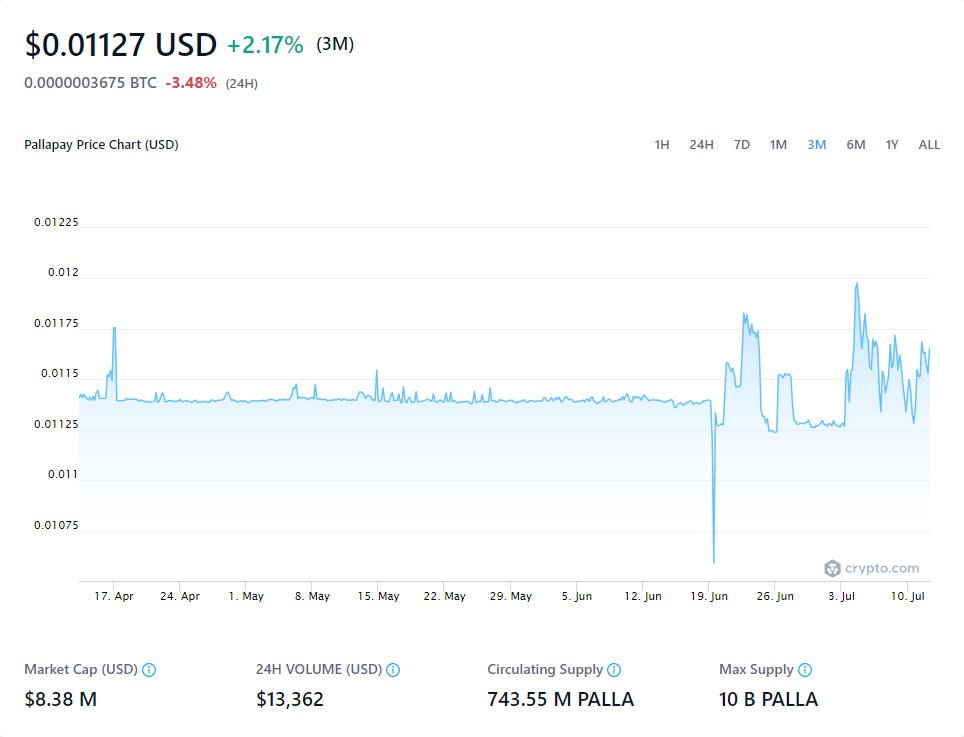 $0.01127 USD +2.17% (3M)
0.0000003675 BTC -3.48% (24H)
Pallapay Price Chart (USD) 1H 24H 7D 1M 3M 6M 1Y ALL
0.01225
0.012
0.01175
0.0115
0.01125
0.011
0.01075
crypto.com
17. Apr 24. Apr 1. May 8. May 15. May 22. May 29. May 5. Jun 12. Jun 19. Jun 26. Jun 3. Jul 10. Jul
Market Cap (USD) 24H VOLUME (USD) Circulating Supply Max Supply
$8.38 M $13,362 743.55 M PALLA 10 B PALLA